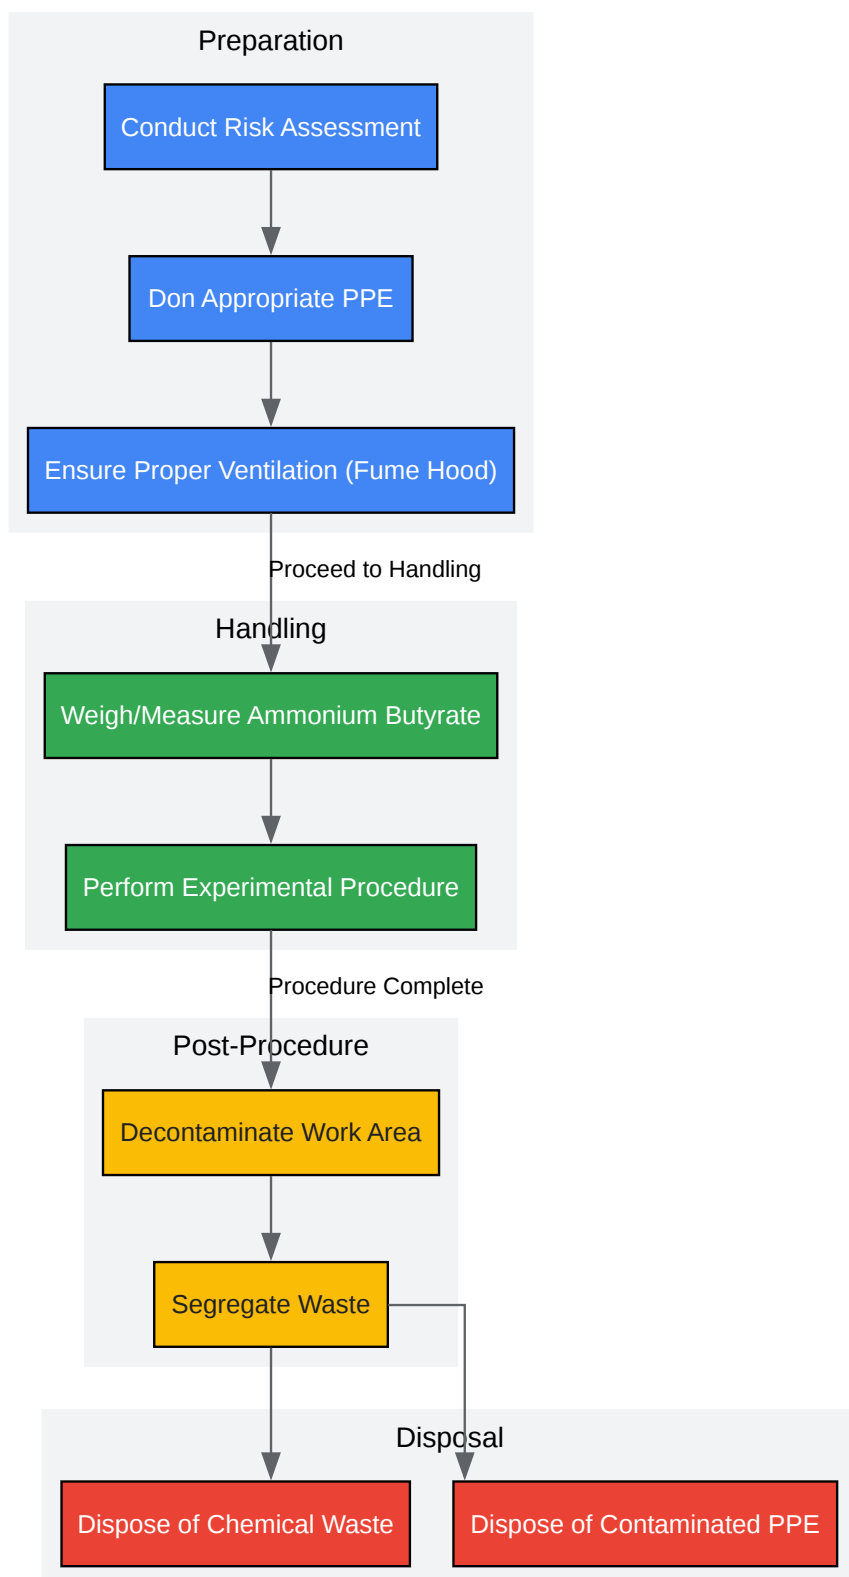 Preparation
Conduct Risk Assessment
Don Appropriate PPE
Ensure Proper Ventilation (Fume Hood)
Proceed to Handling
Handling
Weigh/Measure Ammonium Butyrate
Perform Experimental Procedure
Procedure Complete
Post-Procedure
Decontaminate Work Area
Segregate Waste
Disposal
Dispose of Chemical Waste
Dispose of Contaminated PPE